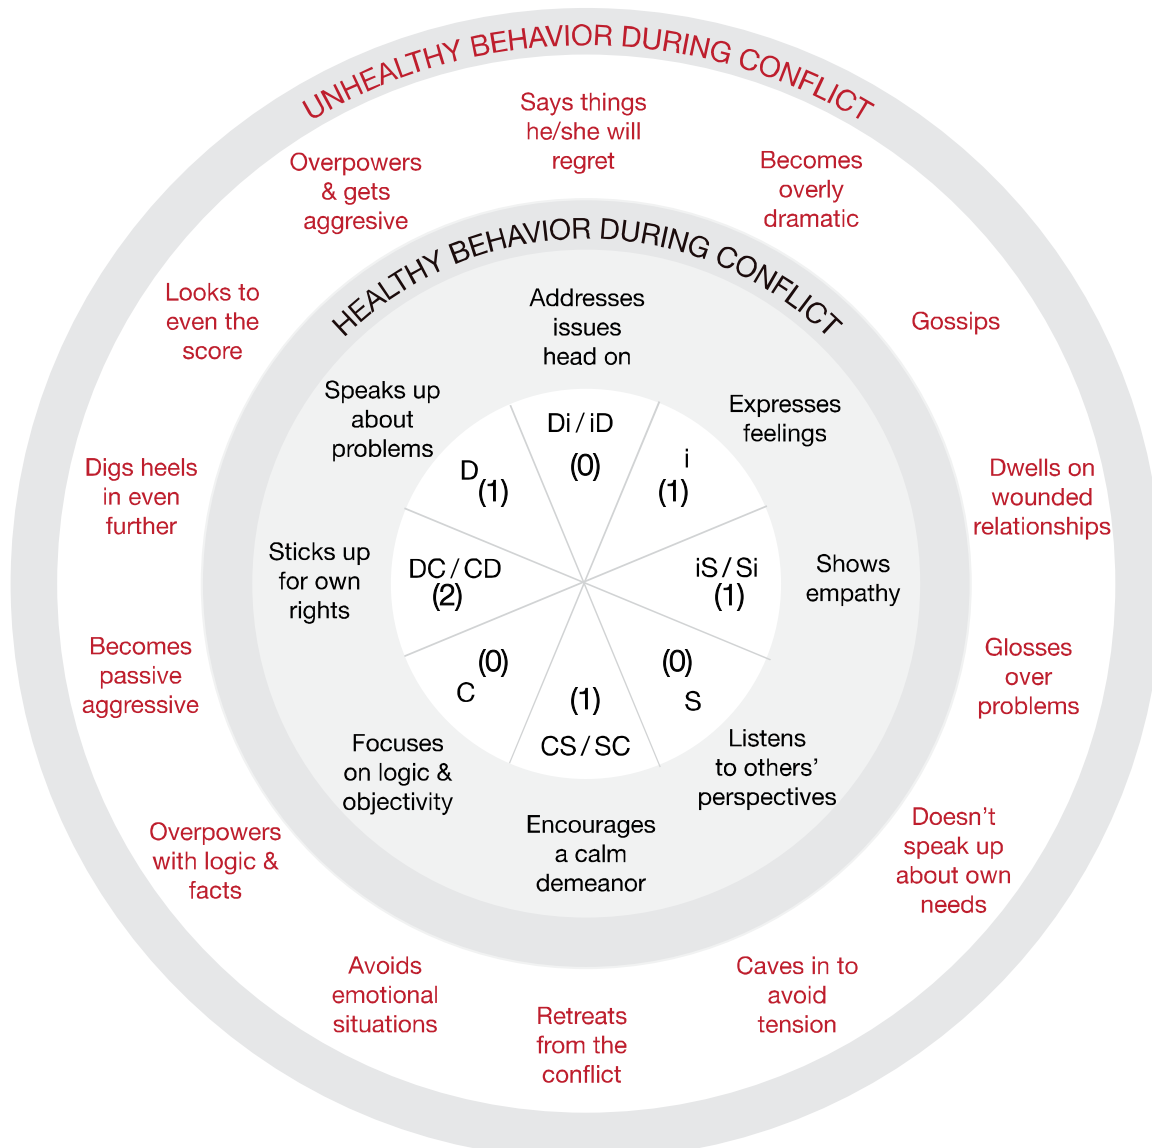 UNHEALTHY BEHAVIOR DURING CONFLICT
Says things
he/she will
regret
Becomes
overly
dramatic
Gossips
Dwells on
wounded
relationships
Glosses
over
problems
Doesn't
speak up
about own
needs
Caves in to
avoid
tension
Retreats
from the
conflict
Avoids
emotional
situations
Overpowers
with logic &
facts
Becomes
passive
aggressive
Digs heels
in even
further
Looks to
even the
score
Overpowers
& gets
aggresive
HEALTHY BEHAVIOR DURING CONFLICT
Addresses
issues
head on
Expresses
feelings
Shows
empathy
Listens
to others’
perspectives
Encourages
a calm
demeanor
Focuses
on logic &
objectivity
Sticks up
for own
rights
Speaks up
about
problems
Di / iD
(0)
i
(1)
iS / Si
(1)
(0)
S
(1)
CS / SC
(0)
C
DC / CD
(2)
D
(1)